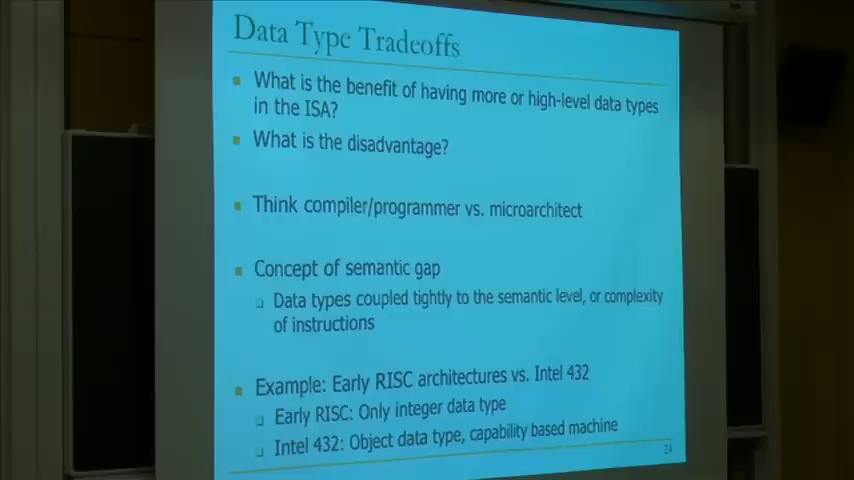 Data Type Tradeoffs
What is the benefit of having more or high-level data types
in the ISA?
What is the disadvantage?
Think compiler/programmer vs. microarchitect
Concept of semantic gap
Data types coupled tightly to the semantic level, or complexity
of instructions
Example: Early RISC architectures vs. Intel 432
Early RISC: Only integer data type
Intel 432: Object data type, capability based machine
24